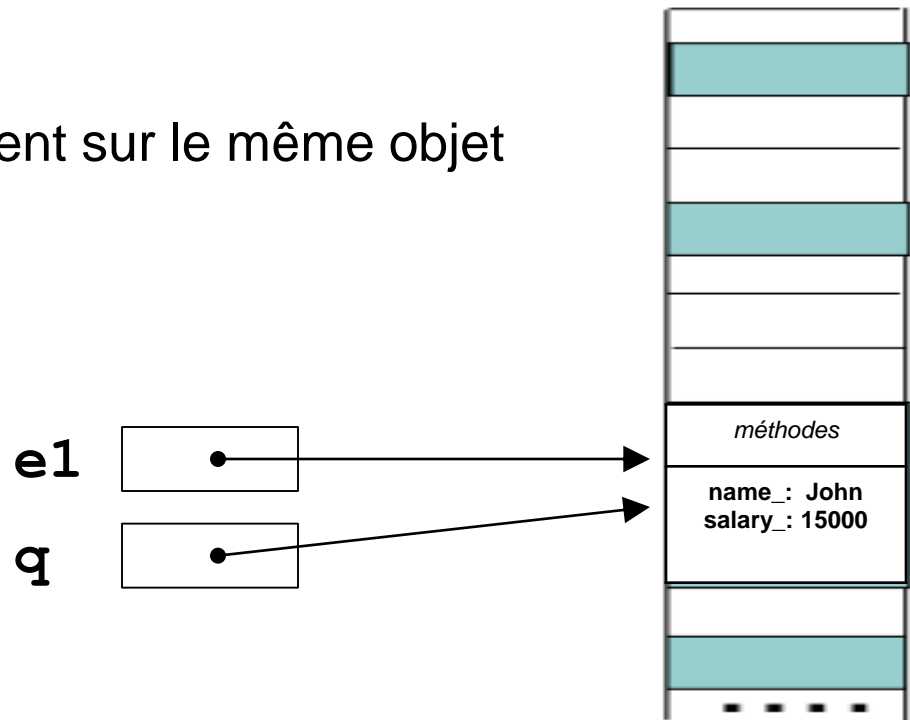 ent sur le même objet
méthodes
e1
name_: John
salary_: 15000
q